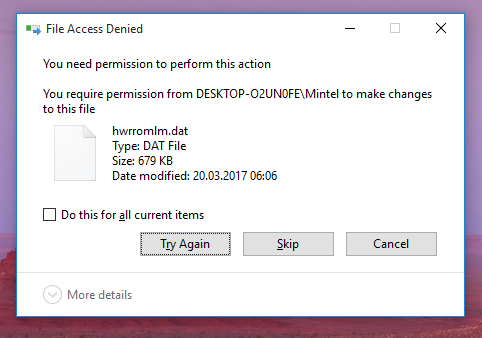 File Access Denied
You need permission to perform this action
You require permission from DESKTOP-O2UN0FE\Mintel to make changes
to this file
hwrromlm.dat
Type: DAT File
Size: 679 KB
Date modified: 20.03.2017 06:06
Do this for all current items
Try Again
Skip
Cancel
More details